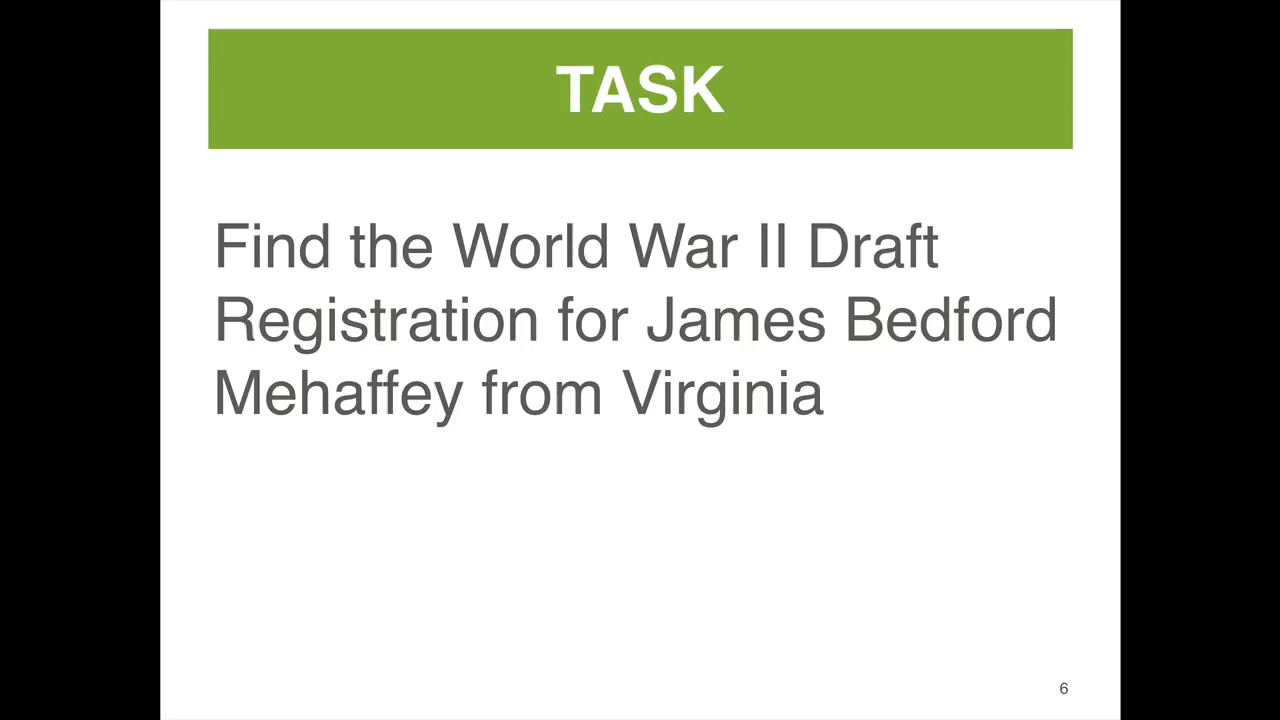 TASK
Find the World War II Draft
Registration for James Bedford
Mehaffey from Virginia
6